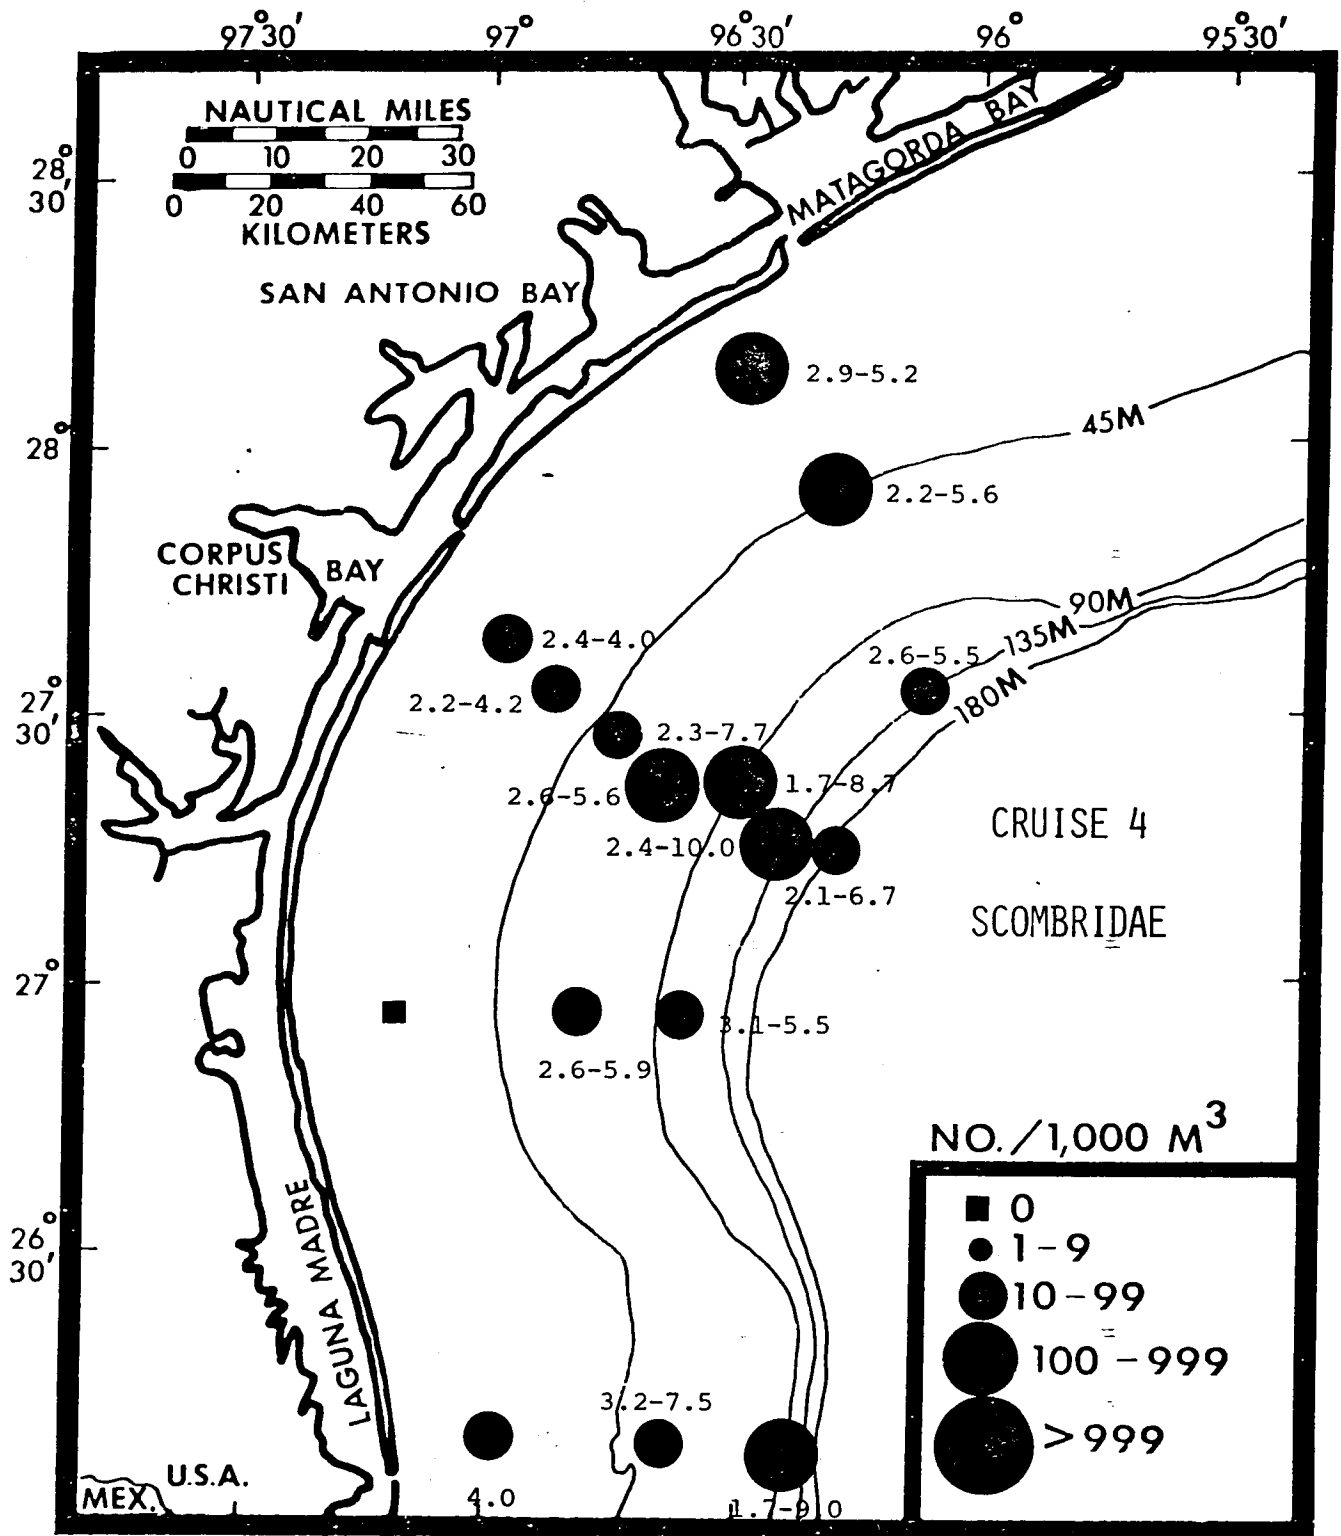 97°30′ 97° 96°30′ 96° 95°30′
NAUTICAL MILES
0 10 20 30
0 20 40 60
KILOMETERS
28°
30′
MATAGORDA BAY
SAN ANTONIO BAY
2.9-5.2
45M
28°
2.2-5.6
CORPUS
CHRISTI
BAY
90M
135M
2.4-4.0
2.6-5.5
180M
27°
30′
2.2-4.2
2.3-7.7
1.7-8.7
2.6-5.6
CRUISE 4
2.4-10.0
2.1-6.7
SCOMBRIDAE
27°
3.1-5.5
2.6-5.9
NO./1,000 M³
0
1-9
10-99
100-999
>999
26°
30′
LAGUNA MADRE
3.2-7.5
U.S.A.
MEX.
4.0
1.7-9.0